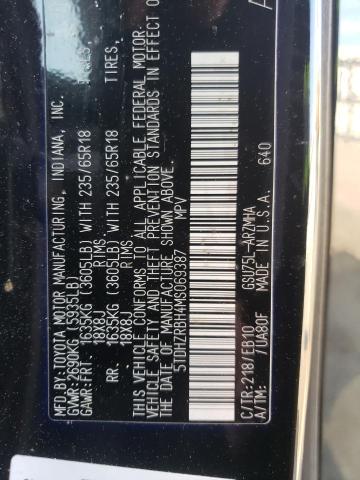 MFD.BY:TOYOTA MOTOR MANUFACTURING, INDIANA, INC.
GVWR:2690KG (5935LB)
GAWR:FRT. 1635KG (3605LB) WITH 235/65R18 TIRES,
18X8J RIMS
RR. 1635KG (3605LB) WITH 235/65R18 TIRES.
18X8J RIMS
THIS VEHICLE CONFORMS TO ALL APPLICABLE FEDERAL MOTOR
VEHICLE SAFETY AND THEFT PREVENTION STANDARDS IN EFFECT
DATE OF MANUFACTURE SHOWN ABOVE.
5TDHZRBH4MS069387 MPV
C/TR:218/EB10 GSU75L-ARZMHA 640
A/TM: /UA80F MADE IN U.S.A.